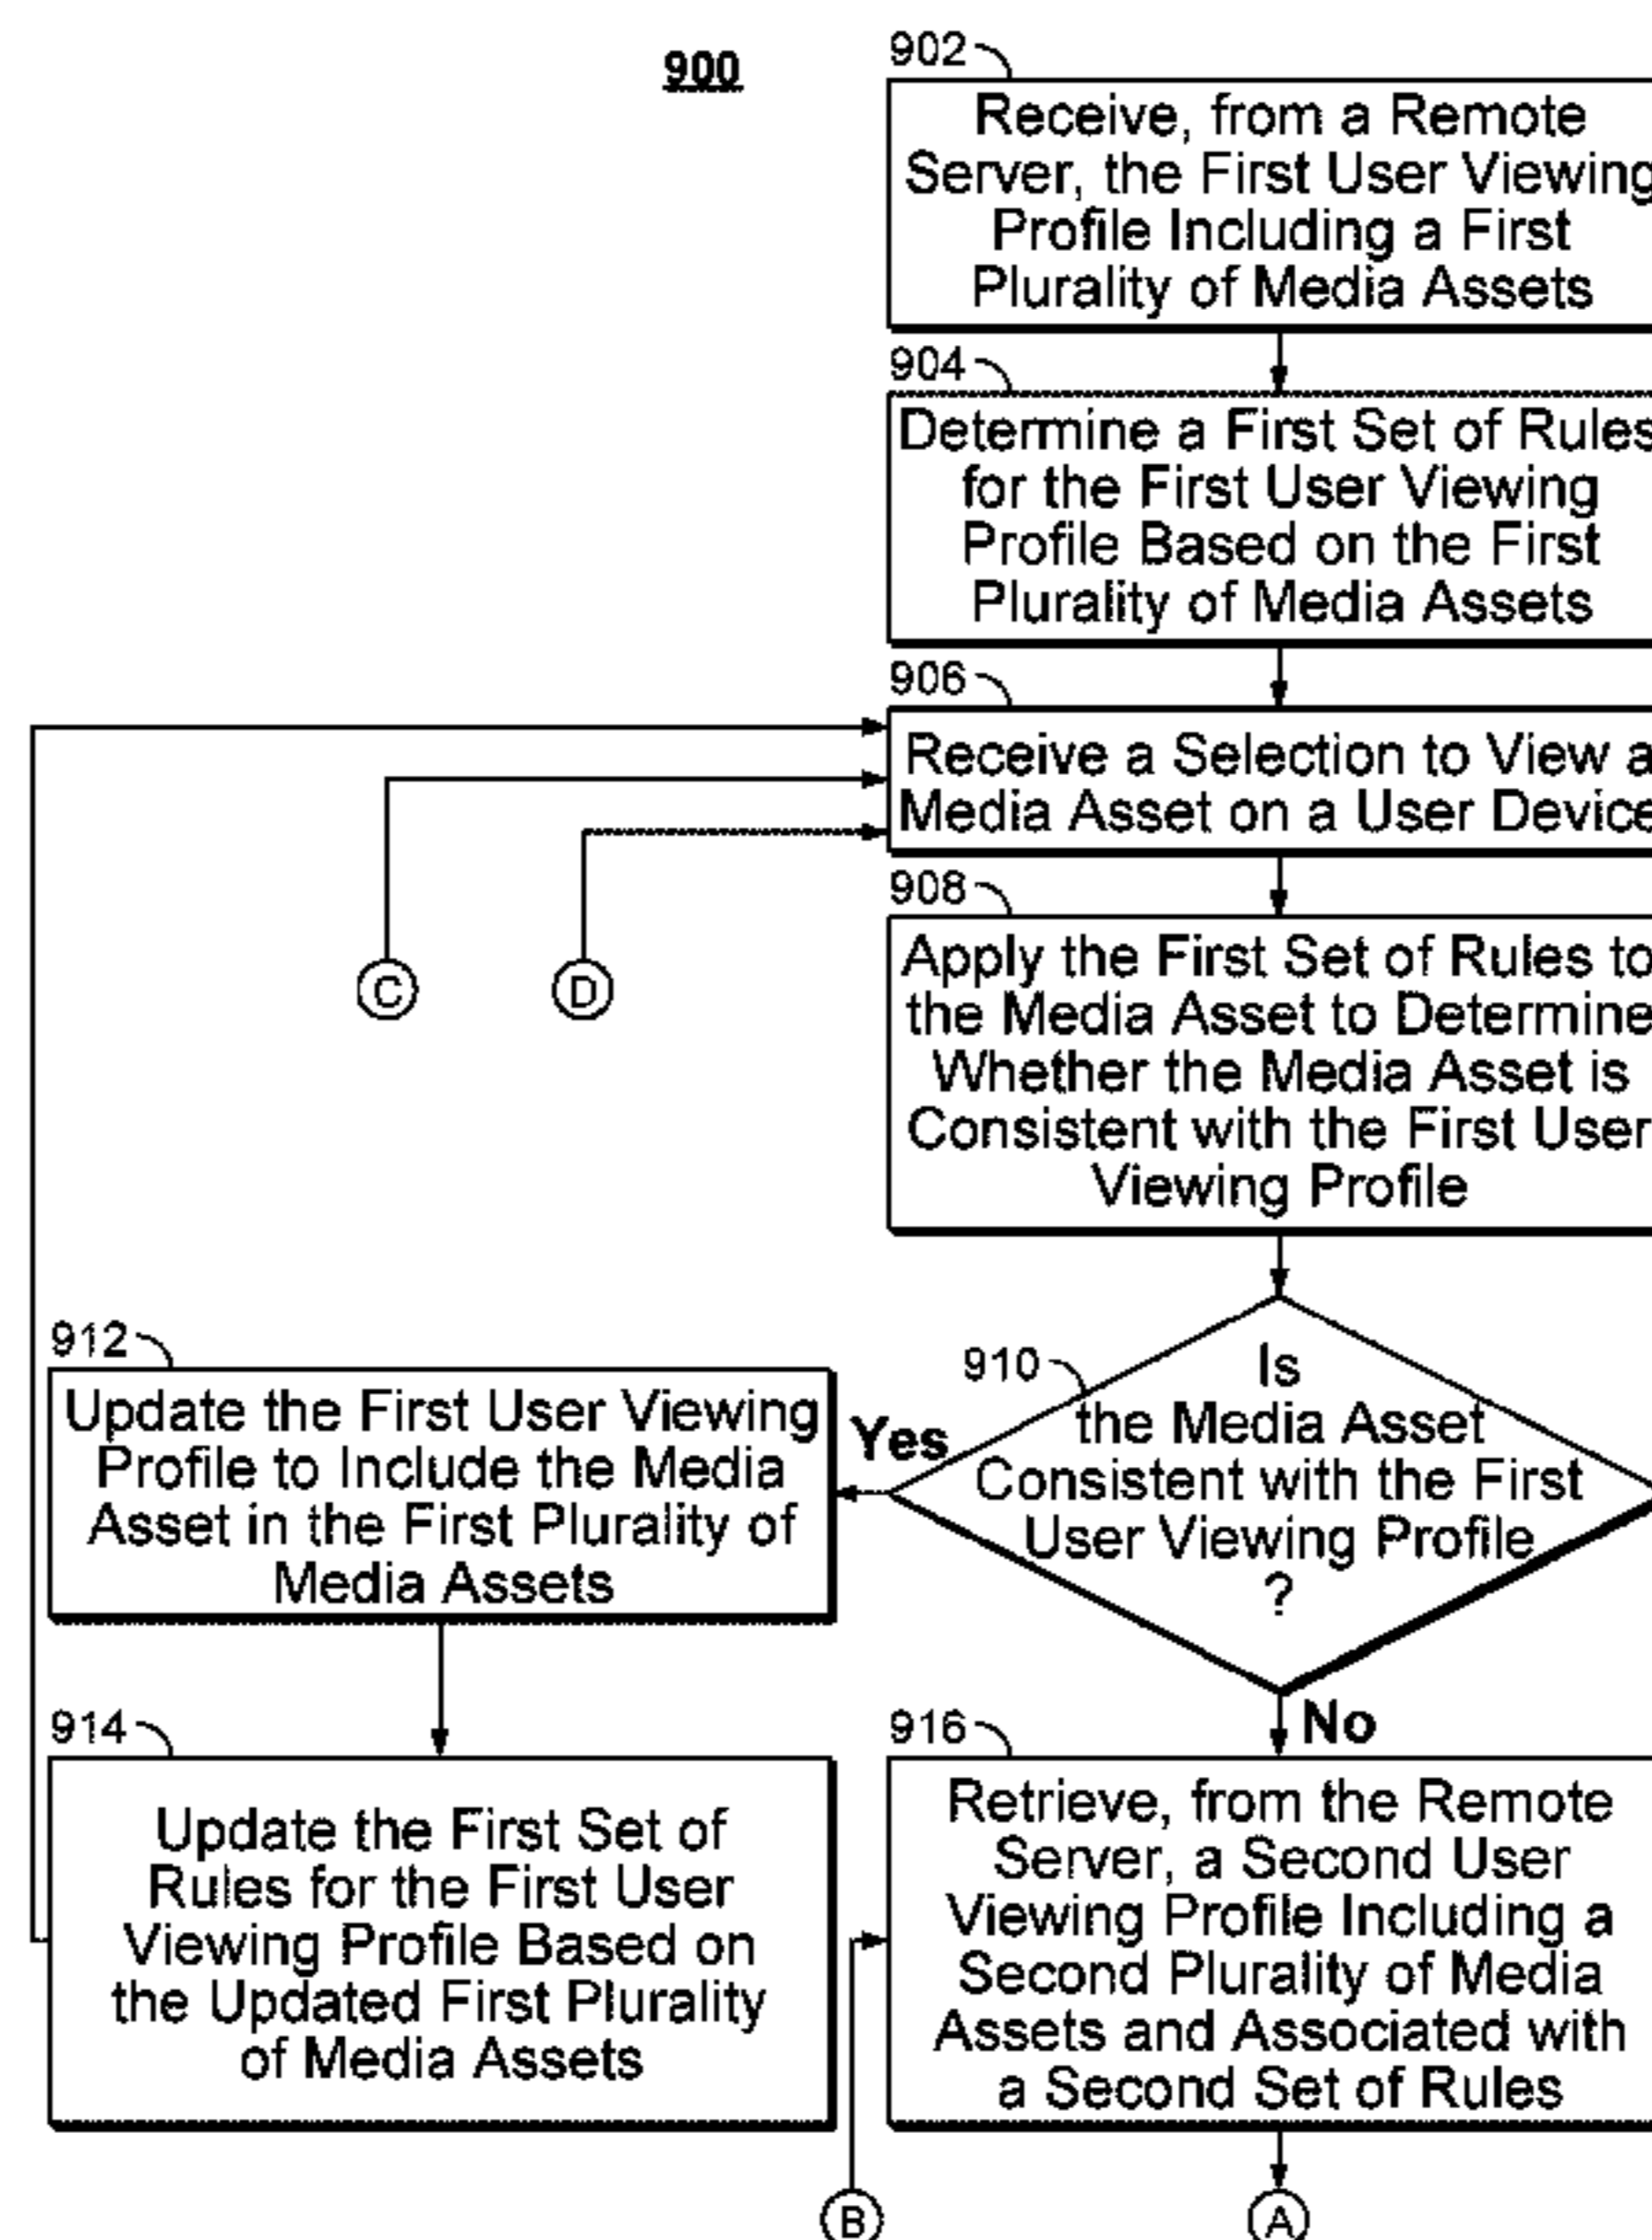 900
902
Receive, from a Remote
Server, the First User Viewing
Profile Including a First
Plurality of Media Assets
904
Determine a First Set of Rules
for the First User Viewing
Profile Based on the First
Plurality of Media Assets
906
Receive a Selection to View a
Media Asset on a User Device
908
Apply the First Set of Rules to
the Media Asset to Determine
Whether the Media Asset is
Consistent with the First User
Viewing Profile
C
D
910
Is
the Media Asset
Consistent with the First
User Viewing Profile
?
Yes
No
912
Update the First User Viewing
Profile to Include the Media
Asset in the First Plurality of
Media Assets
914
Update the First Set of
Rules for the First User
Viewing Profile Based on
the Updated First Plurality
of Media Assets
916
Retrieve, from the Remote
Server, a Second User
Viewing Profile Including a
Second Plurality of Media
Assets and Associated with
a Second Set of Rules
B
A